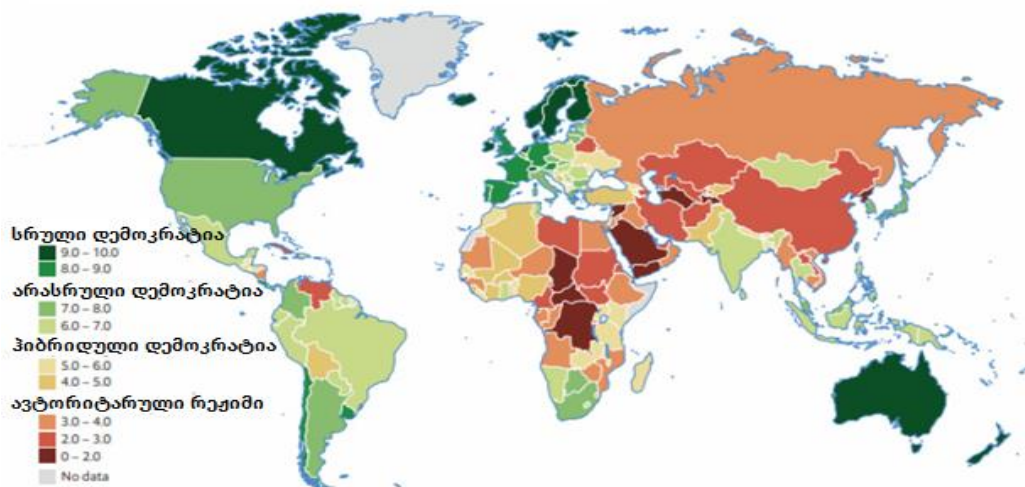 სრული დემოკრატია
9.0 – 10.0
8.0 – 9.0
არასრული დემოკრატია
7.0 – 8.0
6.0 – 7.0
ჰიბრიდული დემოკრატია
5.0 – 6.0
4.0 – 5.0
ავტორიტარული რეჟიმი
3.0 – 4.0
2.0 – 3.0
0 – 2.0
No data